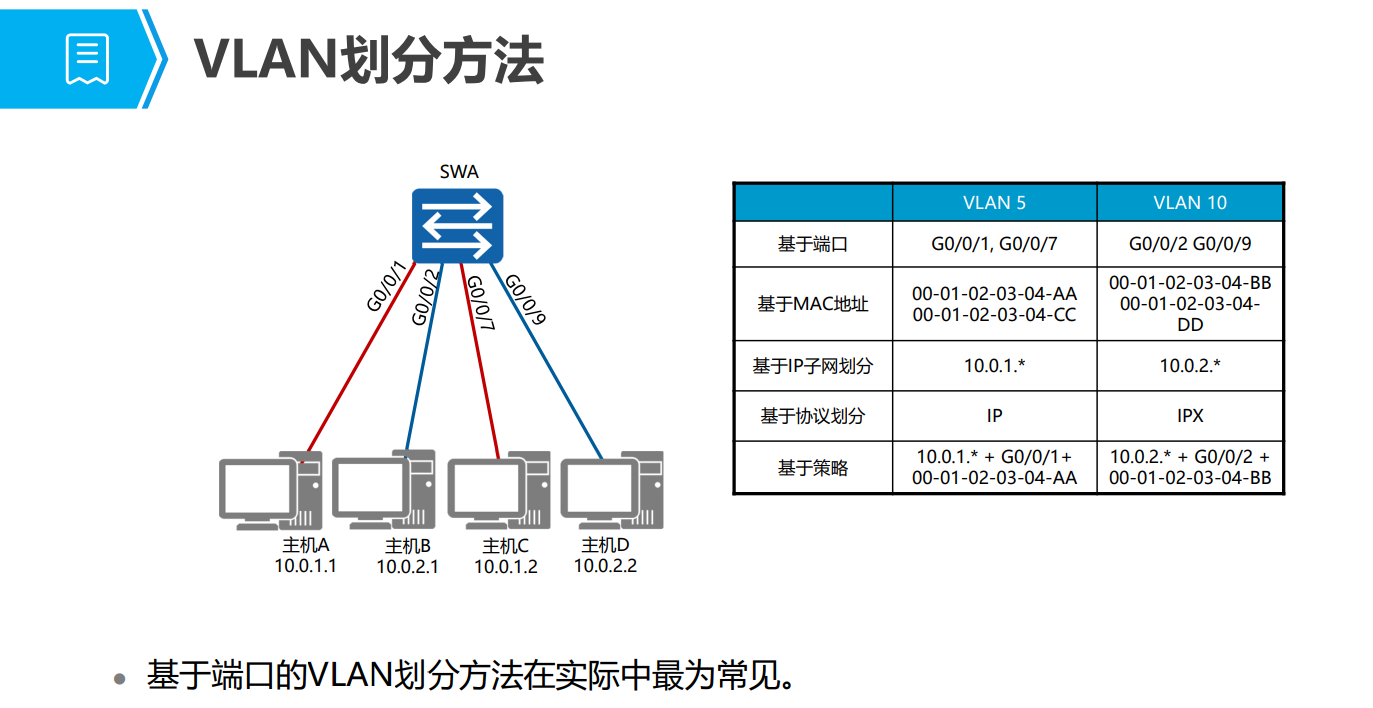 VLAN划分方法
SWA
G0/0/1
G0/0/2
G0/0/7
G0/0/9
主机A
10.0.1.1
主机B
10.0.2.1
主机C
10.0.1.2
主机D
10.0.2.2
VLAN 5
VLAN 10
基于端口
G0/0/1, G0/0/7
G0/0/2 G0/0/9
基于MAC地址
00-01-02-03-04-AA
00-01-02-03-04-CC
00-01-02-03-04-BB
00-01-02-03-04-
DD
基于IP子网划分
10.0.1.*
10.0.2.*
基于协议划分
IP
IPX
基于策略
10.0.1.* + G0/0/1+
00-01-02-03-04-AA
10.0.2.* + G0/0/2 +
00-01-02-03-04-BB
● 基于端口的VLAN划分方法在实际中最为常见。